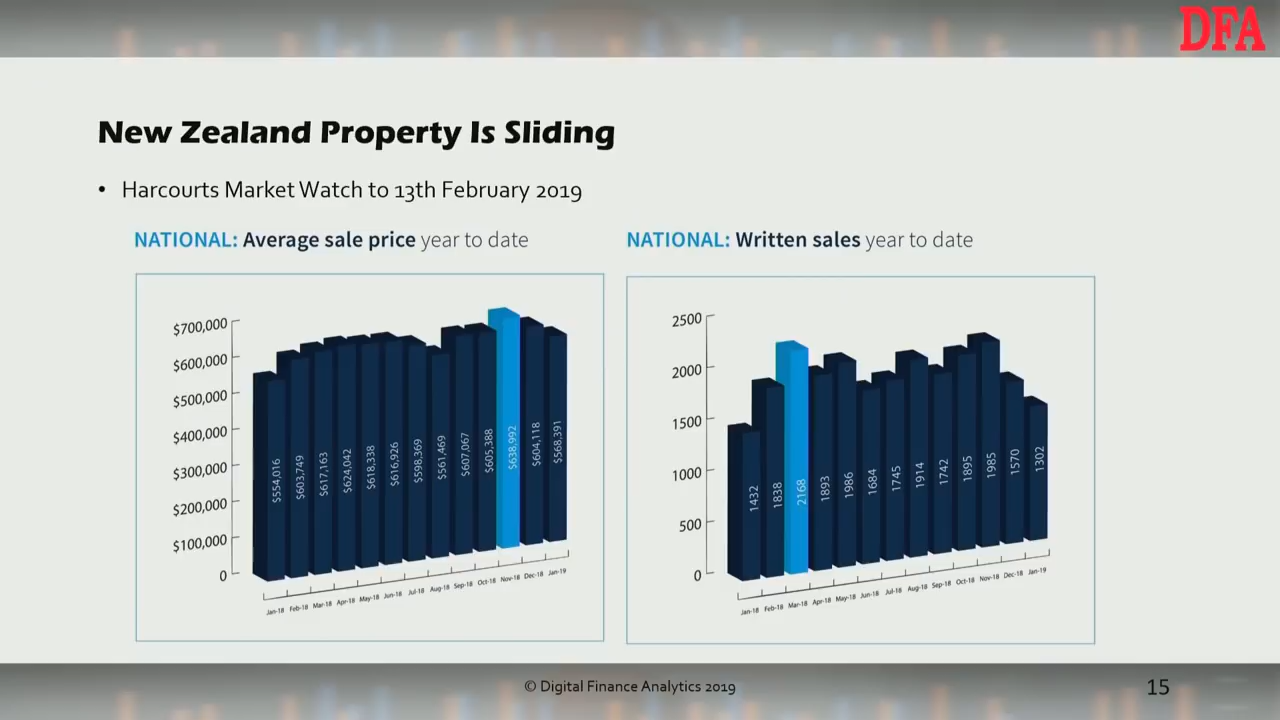 DFA
New Zealand Property Is Sliding
• Harcourts Market Watch to 13th February 2019
NATIONAL: Average sale price year to date
$700,000
$600,000
$500,000
$400,000
$300,000
$200,000
$100,000
0
$554,016
$603,749
$617,163
$624,042
$618,338
$616,926
$598,369
$561,469
$607,067
$605,388
$638,992
$604,118
$568,391
Jan-18
Feb-18
Mar-18
Apr-18
May-18
Jun-18
Jul-18
Aug-18
Sep-18
Oct-18
Nov-18
Dec-18
Jan-19
NATIONAL: Written sales year to date
2500
2000
1500
1000
500
0
1432
1838
2168
1893
1986
1684
1745
1914
1742
1895
1985
1570
1302
Jan-18
Feb-18
Mar-18
Apr-18
May-18
Jun-18
Jul-18
Aug-18
Sep-18
Oct-18
Nov-18
Dec-18
Jan-19
© Digital Finance Analytics 2019
15